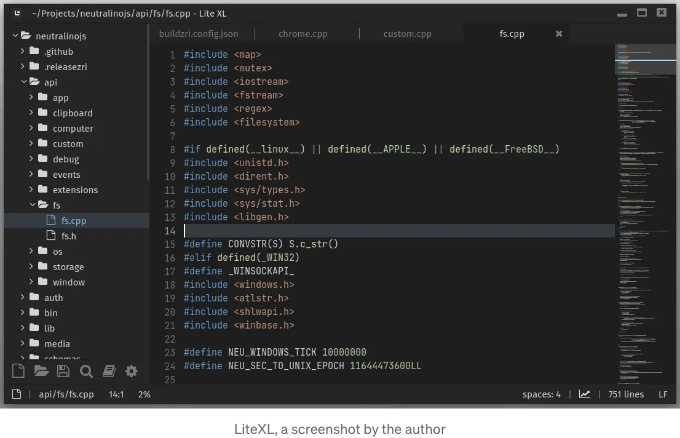 ~/Projects/neutralinojs/api/fs/fs.cpp - Lite XL
neutralinojs
.github
.releasezri
api
app
clipboard
computer
custom
debug
events
extensions
fs
fs.cpp
fs.h
os
storage
window
auth
bin
lib
media
schemas
buildzri.config.json
chrome.cpp
custom.cpp
fs.cpp
1 #include <map>
2 #include <mutex>
3 #include <iostream>
4 #include <fstream>
5 #include <regex>
6 #include <filesystem>
7
8 #if defined(__linux__) || defined(__APPLE__) || defined(__FreeBSD__)
9 #include <unistd.h>
10 #include <dirent.h>
11 #include <sys/types.h>
12 #include <sys/stat.h>
13 #include <libgen.h>
14
15 #define CONVSTR(S) S.c_str()
16 #elif defined(_WIN32)
17 #define _WINSOCKAPI_
18 #include <windows.h>
19 #include <atlstr.h>
20 #include <shlwapi.h>
21 #include <winbase.h>
22
23 #define NEU_WINDOWS_TICK 10000000
24 #define NEU_SEC_TO_UNIX_EPOCH 11644473600LL
25
api/fs/fs.cpp 14:1 2%
spaces: 4 751 lines LF
LiteXL, a screenshot by the author